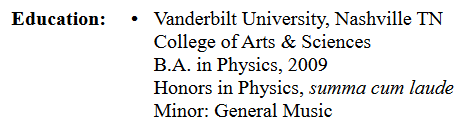 Education: • Vanderbilt University, Nashville TN
College of Arts & Sciences
B.A. in Physics, 2009
Honors in Physics, summa cum laude
Minor: General Music